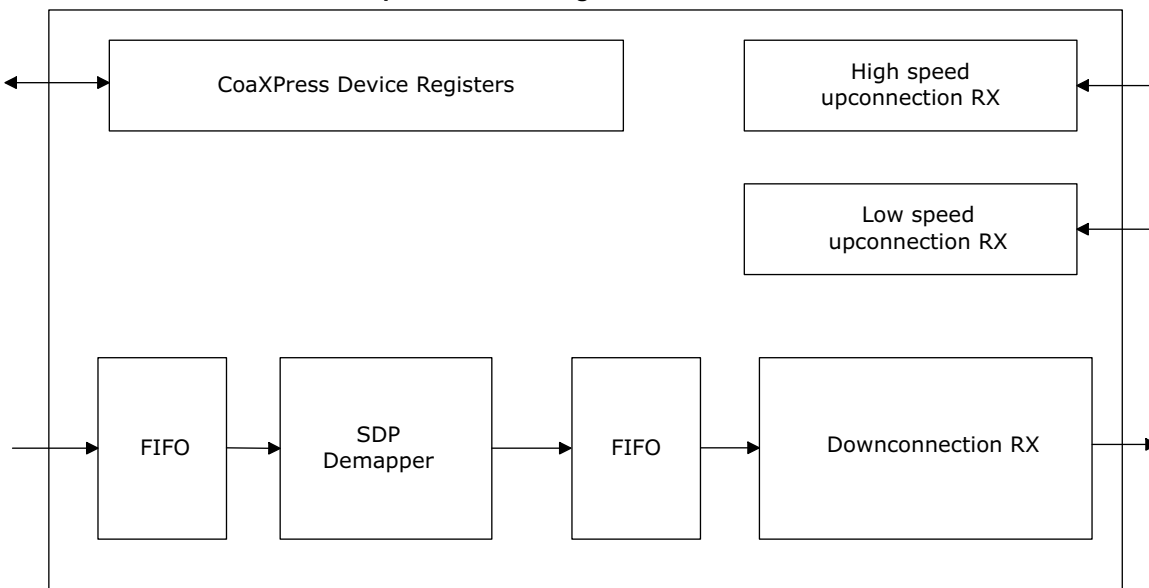 CoaXPress Device Registers
High speed
upconnection RX
Low speed
upconnection RX
FIFO
SDP
Demapper
FIFO
Downconnection RX